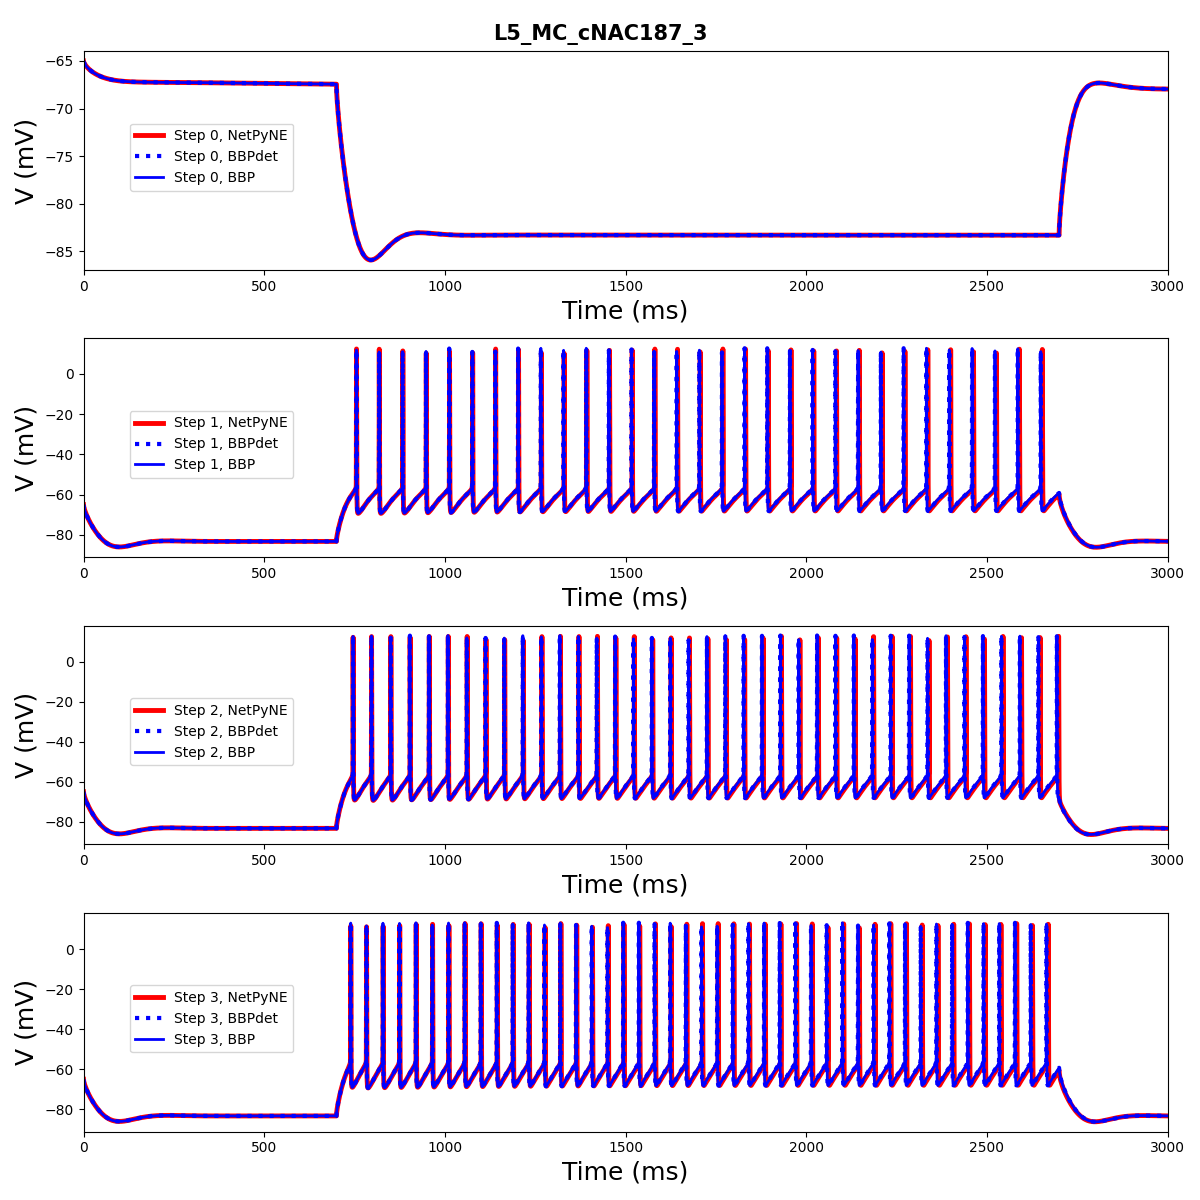 L5_MC_cNAC187_3
−65
−70
−75
−80
−85
V (mV)
Step 0, NetPyNE
Step 0, BBPdet
Step 0, BBP
0 500 1000 1500 2000 2500 3000
Time (ms)
0
−20
−40
−60
−80
V (mV)
Step 1, NetPyNE
Step 1, BBPdet
Step 1, BBP
0 500 1000 1500 2000 2500 3000
Time (ms)
0
−20
−40
−60
−80
V (mV)
Step 2, NetPyNE
Step 2, BBPdet
Step 2, BBP
0 500 1000 1500 2000 2500 3000
Time (ms)
0
−20
−40
−60
−80
V (mV)
Step 3, NetPyNE
Step 3, BBPdet
Step 3, BBP
0 500 1000 1500 2000 2500 3000
Time (ms)